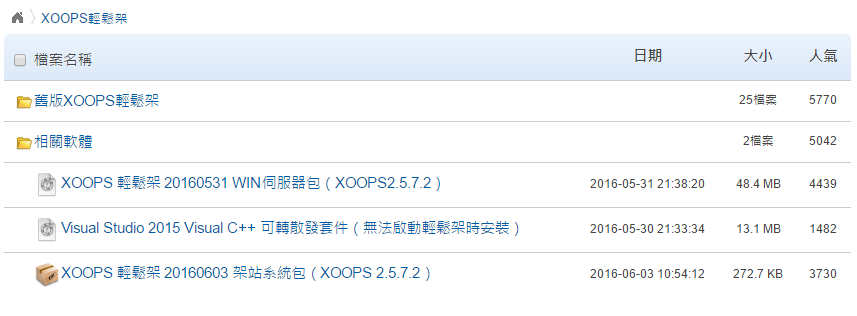 XOOPS輕鬆架
檔案名稱 日期 大小 人氣
舊版XOOPS輕鬆架 25檔案 5770
相關軟體 2檔案 5042
XOOPS 輕鬆架 20160531 WIN伺服器包（XOOPS2.5.7.2） 2016-05-31 21:38:20 48.4 MB 4439
Visual Studio 2015 Visual C++ 可轉散發套件（無法啟動輕鬆架時安裝） 2016-05-30 21:33:34 13.1 MB 1482
XOOPS 輕鬆架 20160603 架站系統包（XOOPS 2.5.7.2） 2016-06-03 10:54:12 272.7 KB 3730